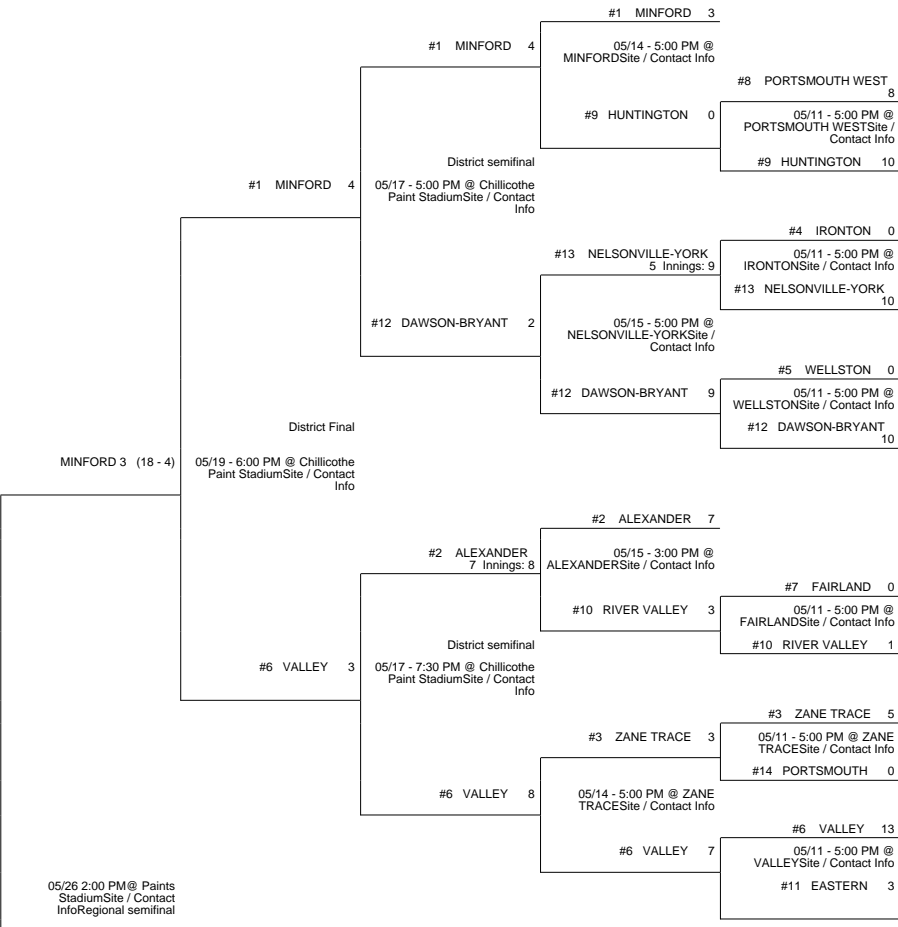 #1 MINFORD 3
#1 MINFORD 4
05/14 - 5:00 PM @
MINFORDSite / Contact Info
#8 PORTSMOUTH WEST
8
#9 HUNTINGTON 0
05/11 - 5:00 PM @
PORTSMOUTH WESTSite /
Contact Info
District semifinal
#9 HUNTINGTON 10
#1 MINFORD 4
05/17 - 5:00 PM @ Chillicothe
Paint StadiumSite / Contact
Info
#4 IRONTON 0
#13 NELSONVILLE-YORK
5 Innings: 9
05/11 - 5:00 PM @
IRONTONSite / Contact Info
#13 NELSONVILLE-YORK
10
#12 DAWSON-BRYANT 2
05/15 - 5:00 PM @
NELSONVILLE-YORKSite /
Contact Info
#5 WELLSTON 0
#12 DAWSON-BRYANT 9
05/11 - 5:00 PM @
WELLSTONSite / Contact Info
District Final
#12 DAWSON-BRYANT
10
MINFORD 3 (18 - 4)
05/19 - 6:00 PM @ Chillicothe
Paint StadiumSite / Contact
Info
#2 ALEXANDER 7
#2 ALEXANDER
7 Innings: 8
05/15 - 3:00 PM @
ALEXANDERSite / Contact Info
#7 FAIRLAND 0
#10 RIVER VALLEY 3
05/11 - 5:00 PM @
FAIRLANDSite / Contact Info
District semifinal
#10 RIVER VALLEY 1
#6 VALLEY 3
05/17 - 7:30 PM @ Chillicothe
Paint StadiumSite / Contact
Info
#3 ZANE TRACE 5
#3 ZANE TRACE 3
05/11 - 5:00 PM @ ZANE
TRACESite / Contact Info
#14 PORTSMOUTH 0
#6 VALLEY 8
05/14 - 5:00 PM @ ZANE
TRACESite / Contact Info
#6 VALLEY 13
#6 VALLEY 7
05/11 - 5:00 PM @
VALLEYSite / Contact Info
#11 EASTERN 3
05/26 2:00 PM@ Paints
StadiumSite / Contact
InfoRegional semifinal